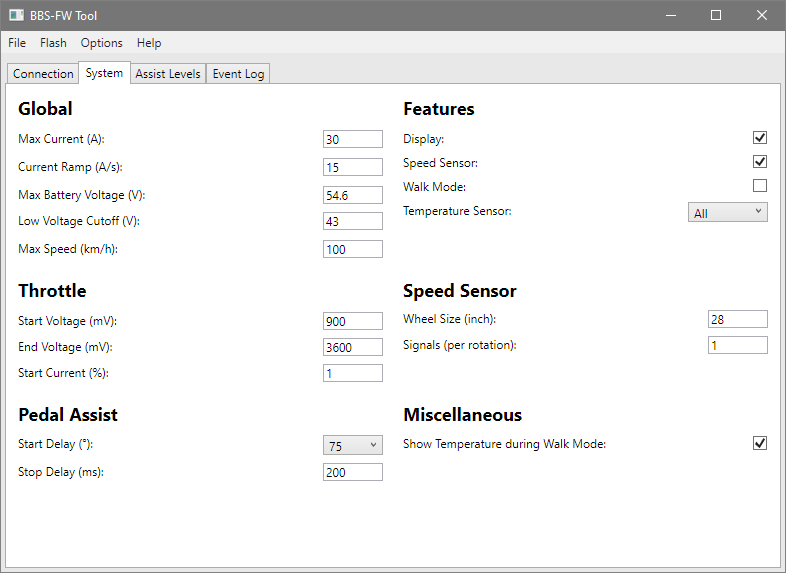 BBS-FW Tool
File Flash Options Help
Connection System Assist Levels Event Log
Global
Max Current (A): 30
Current Ramp (A/s): 15
Max Battery Voltage (V): 54.6
Low Voltage Cutoff (V): 43
Max Speed (km/h): 100
Features
Display:
Speed Sensor:
Walk Mode:
Temperature Sensor: All
Throttle
Start Voltage (mV): 900
End Voltage (mV): 3600
Start Current (%): 1
Speed Sensor
Wheel Size (inch): 28
Signals (per rotation): 1
Pedal Assist
Start Delay (°): 75
Stop Delay (ms): 200
Miscellaneous
Show Temperature during Walk Mode: